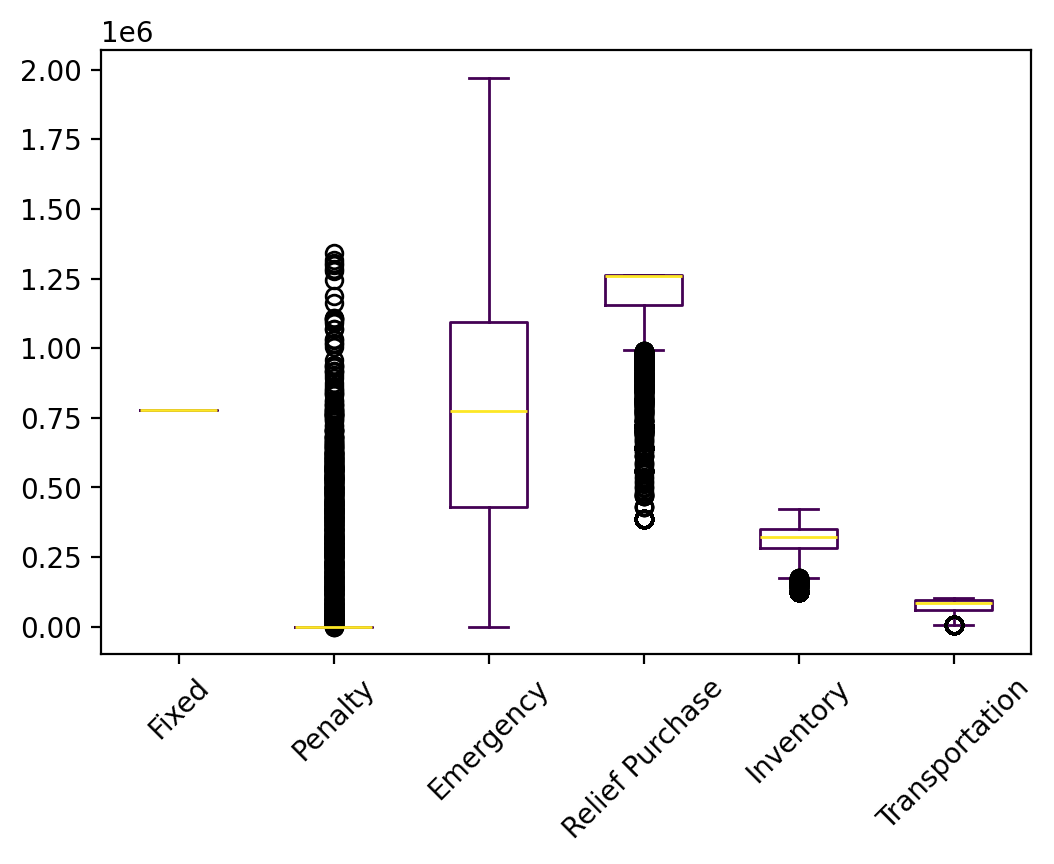 1e6
2.00
1.75
1.50
1.25
1.00
0.75
0.50
0.25
0.00
Fixed
Penalty
Emergency
Relief Purchase
Inventory
Transportation